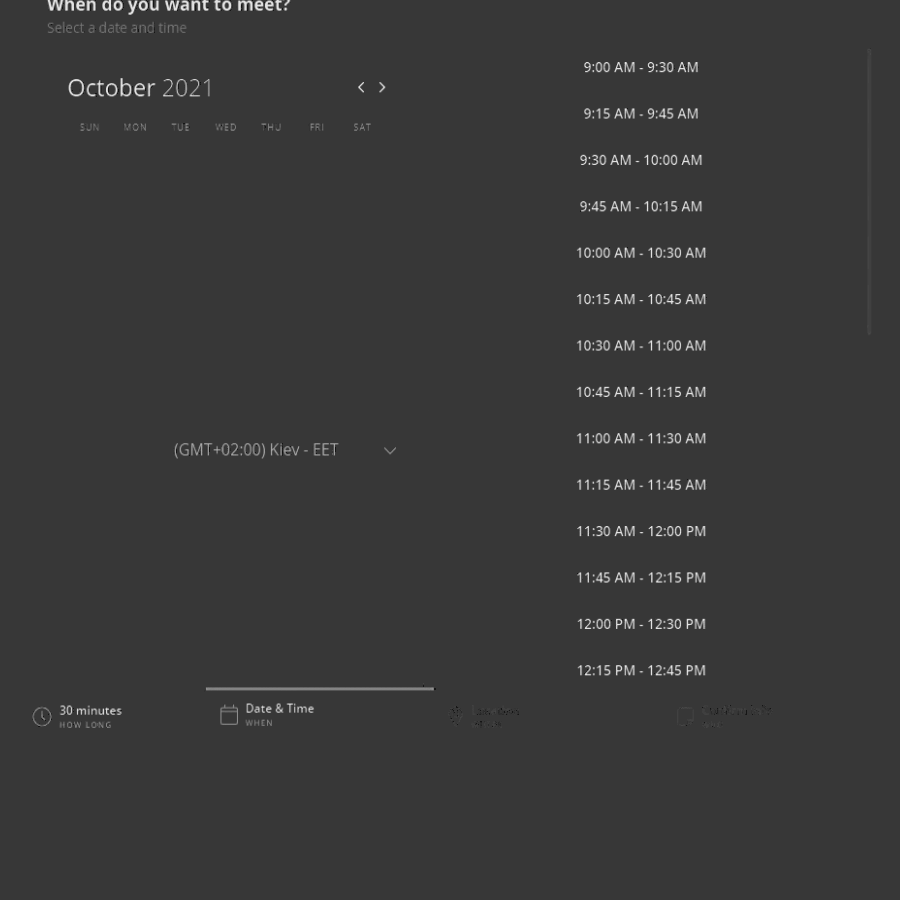 When do you want to meet?
Select a date and time
October 2021
SUN MON TUE WED THU FRI SAT
(GMT+02:00) Kiev - EET
9:00 AM - 9:30 AM
9:15 AM - 9:45 AM
9:30 AM - 10:00 AM
9:45 AM - 10:15 AM
10:00 AM - 10:30 AM
10:15 AM - 10:45 AM
10:30 AM - 11:00 AM
10:45 AM - 11:15 AM
11:00 AM - 11:30 AM
11:15 AM - 11:45 AM
11:30 AM - 12:00 PM
11:45 AM - 12:15 PM
12:00 PM - 12:30 PM
12:15 PM - 12:45 PM
30 minutes
HOW LONG
Date & Time
WHEN